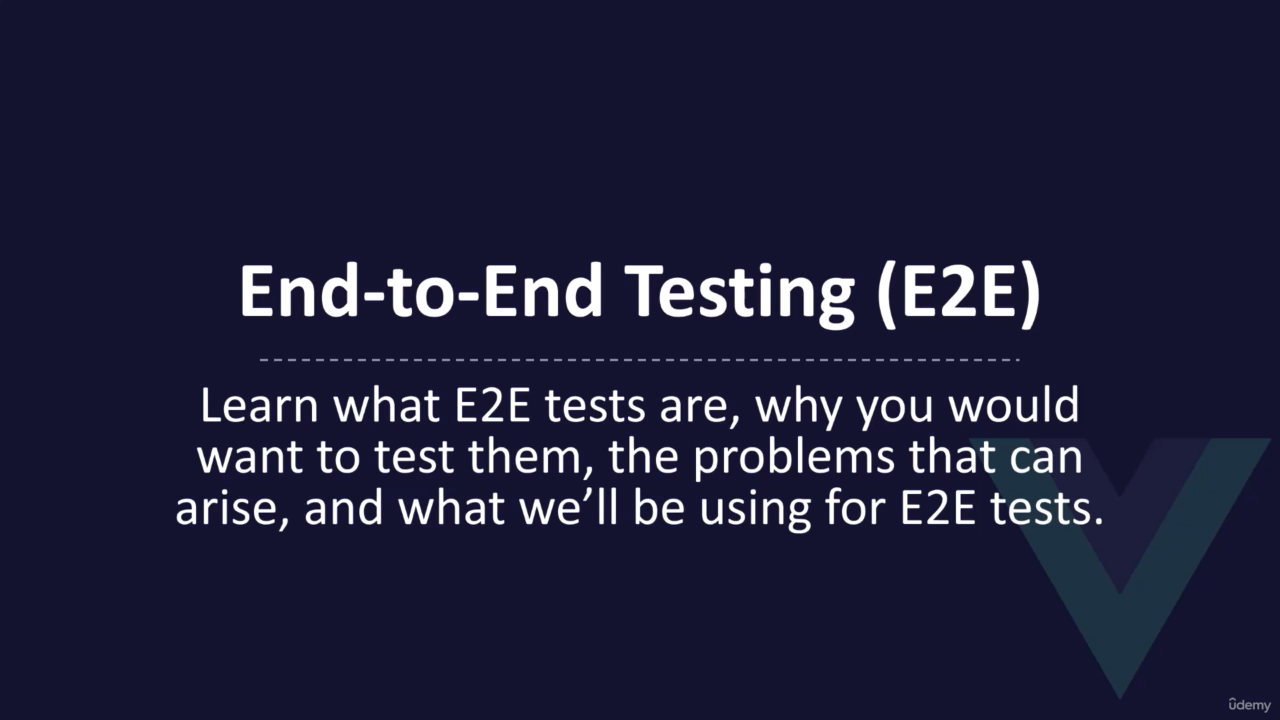 End-to-End Testing (E2E)
Learn what E2E tests are, why you would
want to test them, the problems that can
arise, and what we’ll be using for E2E tests.
ûdemy